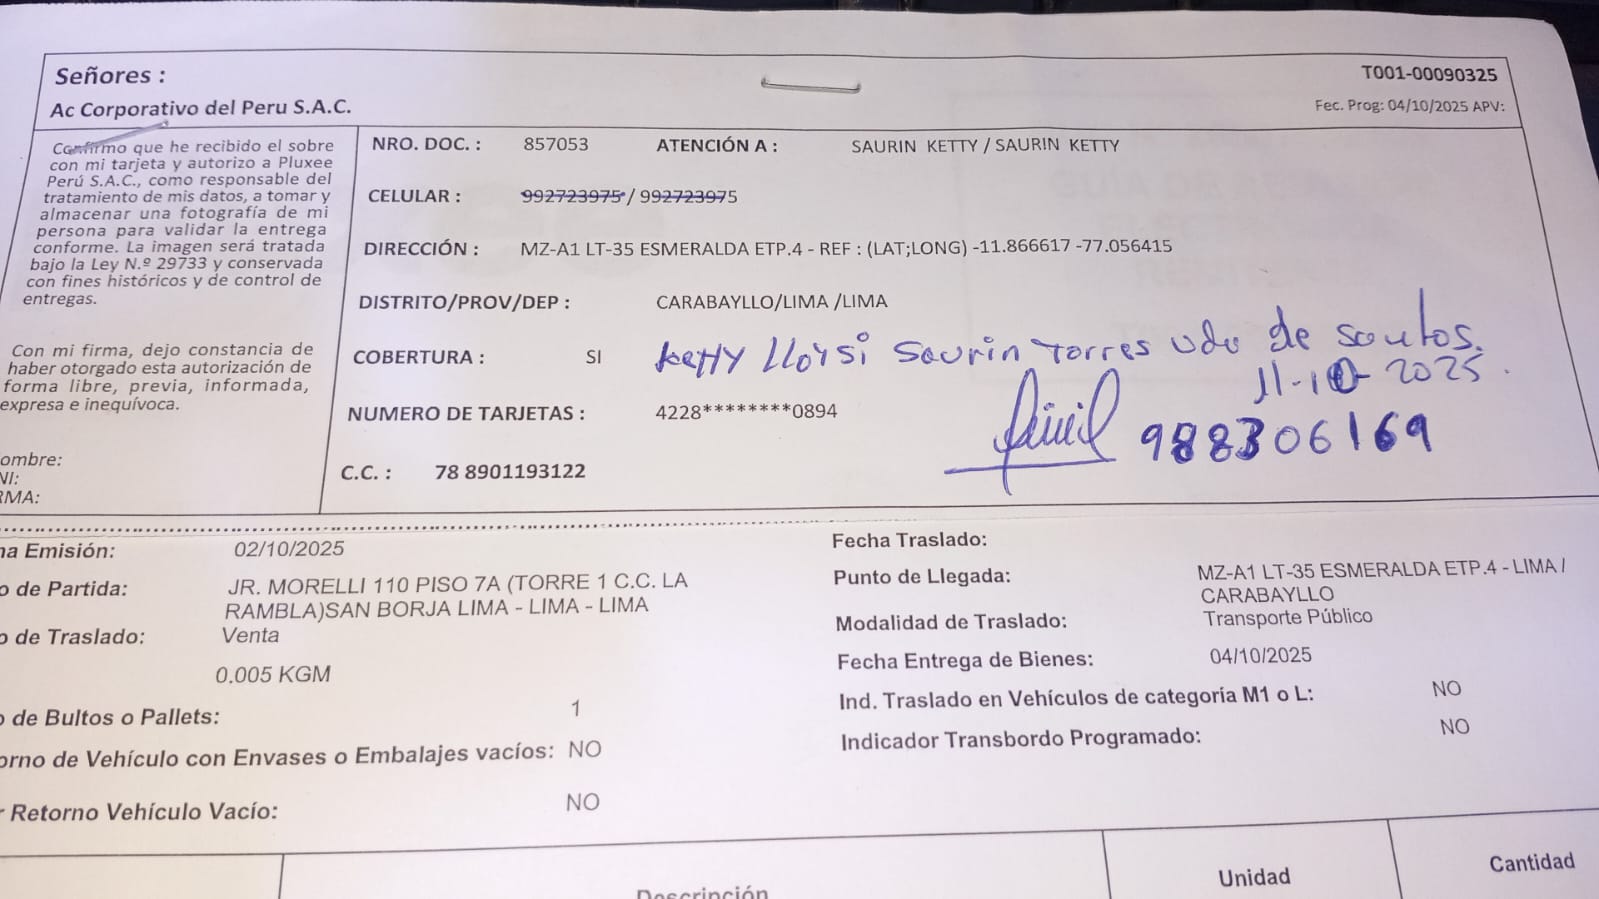 Señores :
T001-00090325
Ac Corporativo del Peru S.A.C.
Fec. Prog: 04/10/2025 APV:
Confirmo que he recibido el sobre
con mi tarjeta y autorizo a Pluxee
Perú S.A.C., como responsable del
tratamiento de mis datos, a tomar y
almacenar una fotografía de mi
persona para validar la entrega
conforme. La imagen será tratada
bajo la Ley N.º 29733 y conservada
con fines históricos y de control de
entregas.
Con mi firma, dejo constancia de
haber otorgado esta autorización de
forma libre, previa, informada,
expresa e inequívoca.
ombre:
NI:
RMA:
NRO. DOC. : 857053 ATENCIÓN A : SAURIN KETTY / SAURIN KETTY
CELULAR : 992723975 / 992723975
DIRECCIÓN : MZ-A1 LT-35 ESMERALDA ETP.4 - REF : (LAT;LONG) -11.866617 -77.056415
DISTRITO/PROV/DEP : CARABAYLLO/LIMA /LIMA
COBERTURA : SI
Ketty Lloysi Saurin Torres Vda de Santos.
11-10-2025.
NUMERO DE TARJETAS : 4228********0894
988306169
C.C. : 78 8901193122
na Emisión: 02/10/2025
Fecha Traslado:
o de Partida: JR. MORELLI 110 PISO 7A (TORRE 1 C.C. LA
RAMBLA)SAN BORJA LIMA - LIMA - LIMA
Punto de Llegada: MZ-A1 LT-35 ESMERALDA ETP.4 - LIMA /
CARABAYLLO
o de Traslado: Venta
Modalidad de Traslado: Transporte Público
0.005 KGM
Fecha Entrega de Bienes: 04/10/2025
o de Bultos o Pallets: 1
Ind. Traslado en Vehículos de categoría M1 o L: NO
orno de Vehículo con Envases o Embalajes vacíos: NO
Indicador Transbordo Programado: NO
r Retorno Vehículo Vacío: NO
Descripción
Unidad
Cantidad